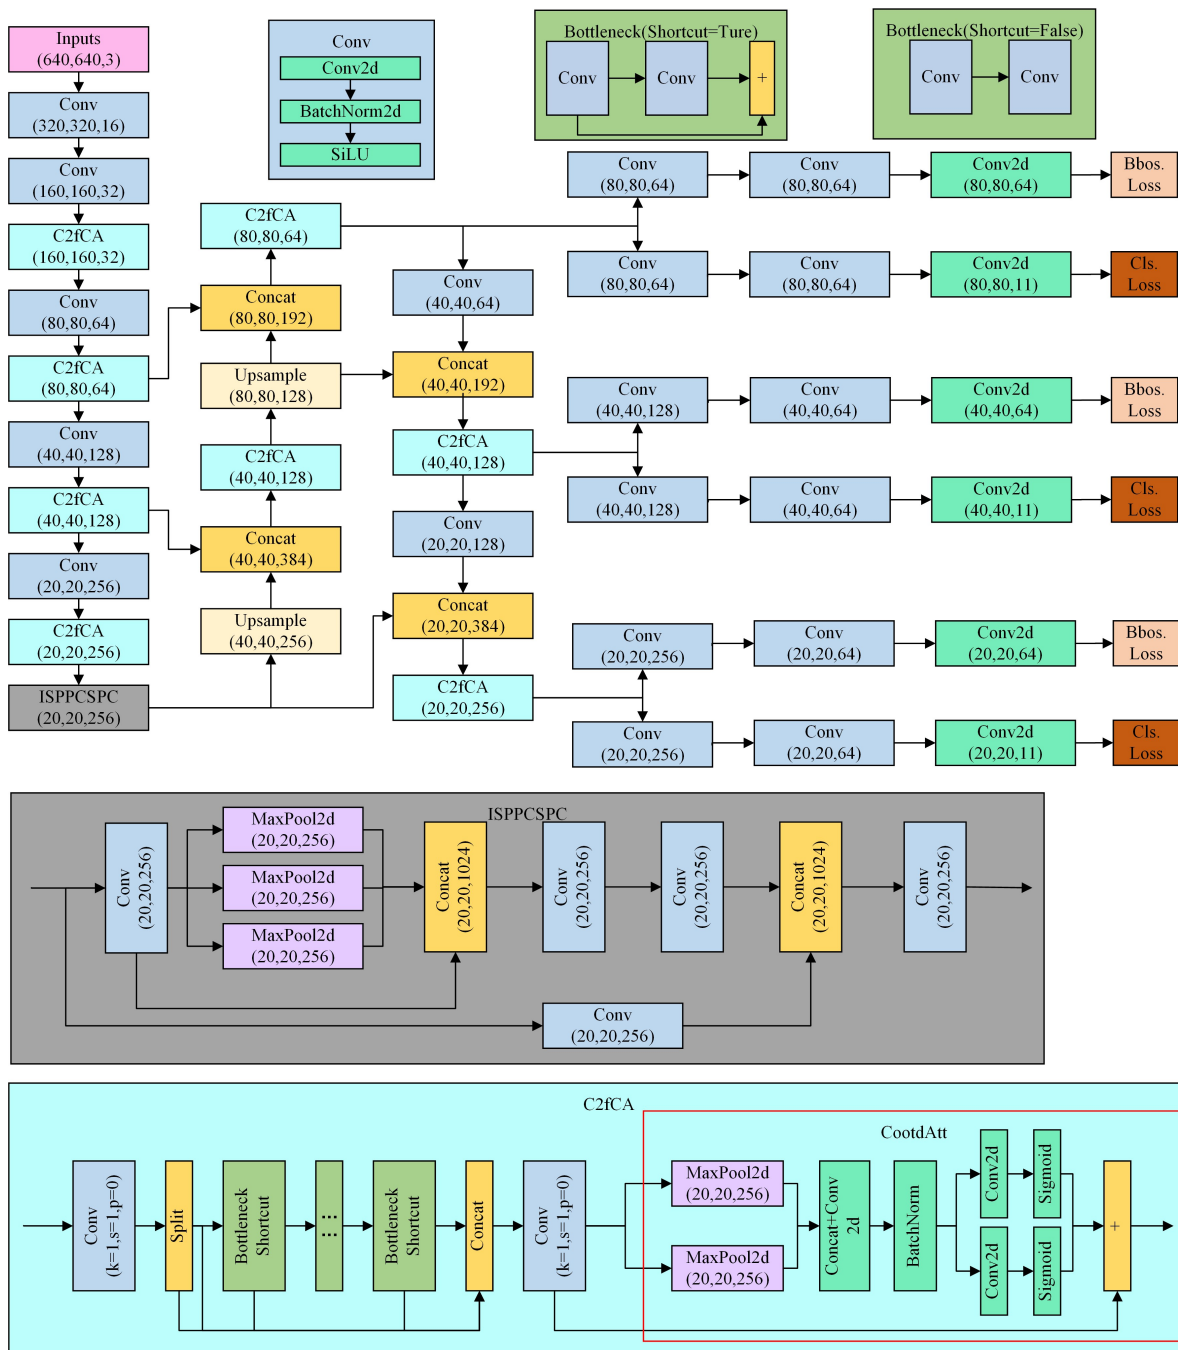 Inputs
(640,640,3)
Conv
(320,320,16)
Conv
(160,160,32)
C2fCA
(160,160,32)
Conv
(80,80,64)
C2fCA
(80,80,64)
Conv
(40,40,128)
C2fCA
(40,40,128)
Conv
(20,20,256)
C2fCA
(20,20,256)
ISPPCSPC
(20,20,256)
Conv
Conv2d
BatchNorm2d
SiLU
C2fCA
(80,80,64)
Concat
(80,80,192)
Upsample
(80,80,128)
C2fCA
(40,40,128)
Concat
(40,40,384)
Upsample
(40,40,256)
Conv
(40,40,64)
Concat
(40,40,192)
C2fCA
(40,40,128)
Conv
(20,20,128)
Concat
(20,20,384)
C2fCA
(20,20,256)
Bottleneck(Shortcut=Ture)
Conv
Conv
+
Bottleneck(Shortcut=False)
Conv
Conv
Conv
(80,80,64)
Conv
(80,80,64)
Conv2d
(80,80,64)
Bbos.
Loss
Conv
(80,80,64)
Conv
(80,80,64)
Conv2d
(80,80,11)
Cls.
Loss
Conv
(40,40,128)
Conv
(40,40,64)
Conv2d
(40,40,64)
Bbos.
Loss
Conv
(40,40,128)
Conv
(40,40,64)
Conv2d
(40,40,11)
Cls.
Loss
Conv
(20,20,256)
Conv
(20,20,64)
Conv2d
(20,20,64)
Bbos.
Loss
Conv
(20,20,256)
Conv
(20,20,64)
Conv2d
(20,20,11)
Cls.
Loss
ISPPCSPC
Conv
(20,20,256)
MaxPool2d
(20,20,256)
MaxPool2d
(20,20,256)
MaxPool2d
(20,20,256)
Concat
(20,20,1024)
Conv
(20,20,256)
Conv
(20,20,256)
Concat
(20,20,1024)
Conv
(20,20,256)
Conv
(20,20,256)
C2fCA
Conv
(k=1,s=1,p=0)
Split
Bottleneck
Shortcut
......
Bottleneck
Shortcut
Concat
Conv
(k=1,s=1,p=0)
CootdAtt
MaxPool2d
(20,20,256)
MaxPool2d
(20,20,256)
Concat+Conv
2d
BatchNorm
Conv2d
Sigmoid
Conv2d
Sigmoid
+